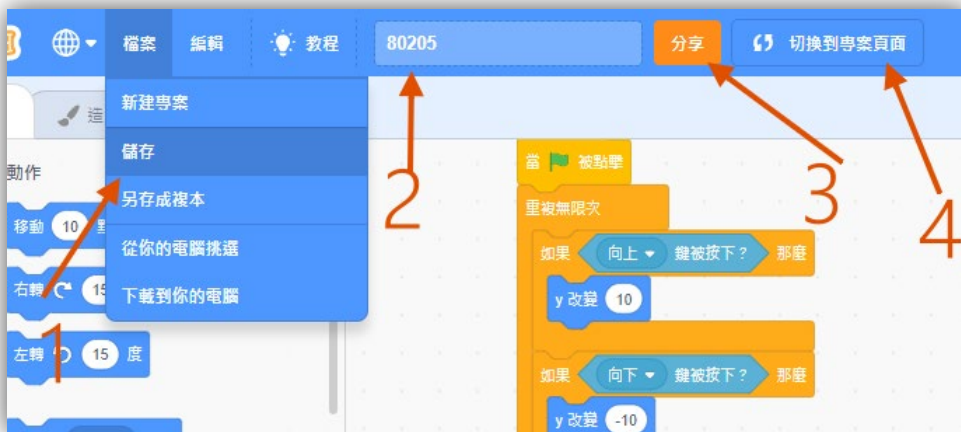 檔案 編輯 教程 80205 分享 切換到專案頁面
新建專案
儲存
另存成複本
從你的電腦挑選
下載到你的電腦
造
動作
移動 10
右轉 15
左轉 15 度
當 被點擊
重複無限次
如果 向上 鍵被按下? 那麼
y 改變 10
如果 向下 鍵被按下? 那麼
y 改變 -10
1
2
3
4